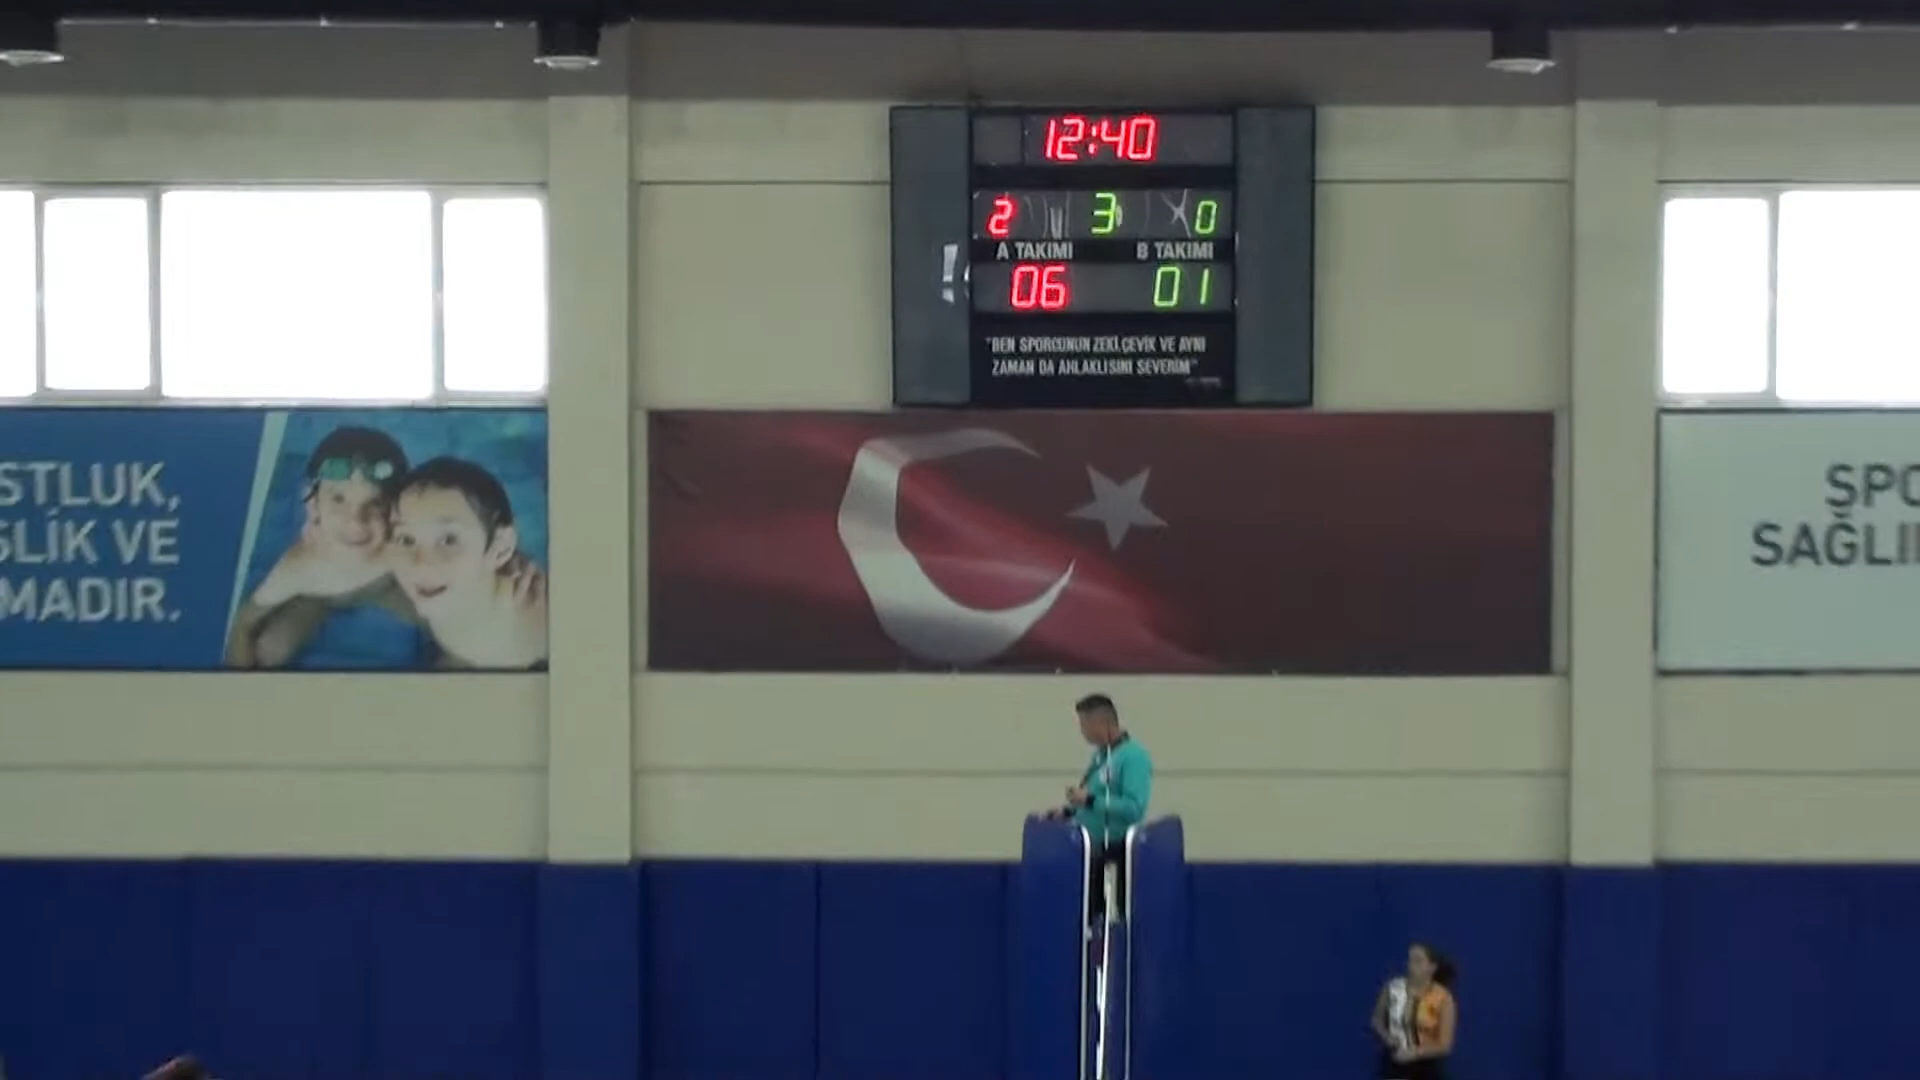 12:40
2 3 0
A TAKIMI B TAKIMI
06 01
"BEN SPORCUNUN ZEKİ,ÇEVİK VE AYNI
ZAMAN DA AHLAKLISINI SEVERİM"
STLUK,
ŞLİK VE
MADIR.
SPO
SAĞLI